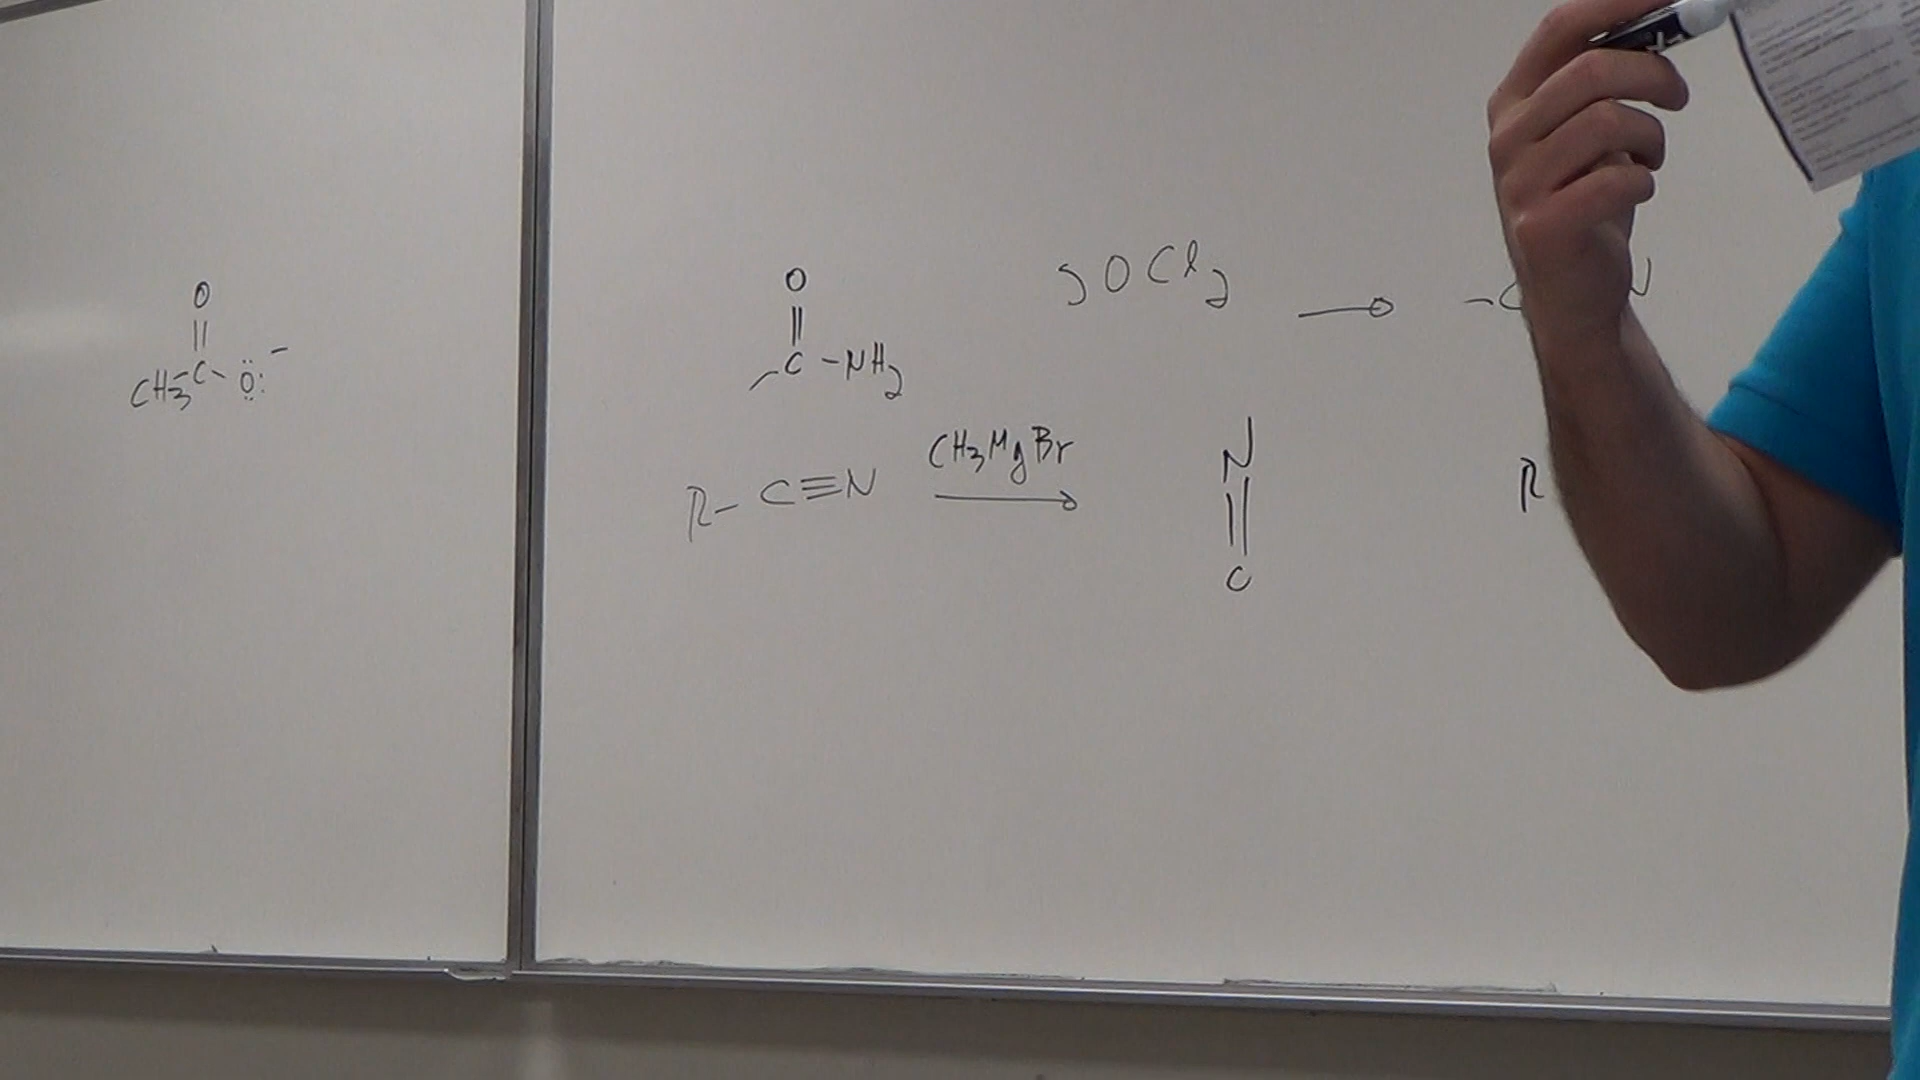 O
||
CH3-C-O:-
O
||
C-NH2
SOCl2 → -C N
R-C≡N CH3MgBr → R
N
||
C